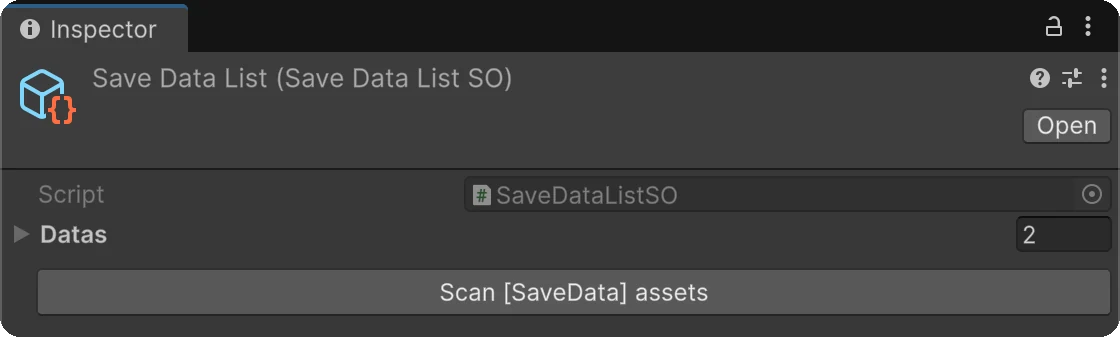 Inspector
Save Data List (Save Data List SO)
Open
Script SaveDataListSO
Datas 2
Scan [SaveData] assets